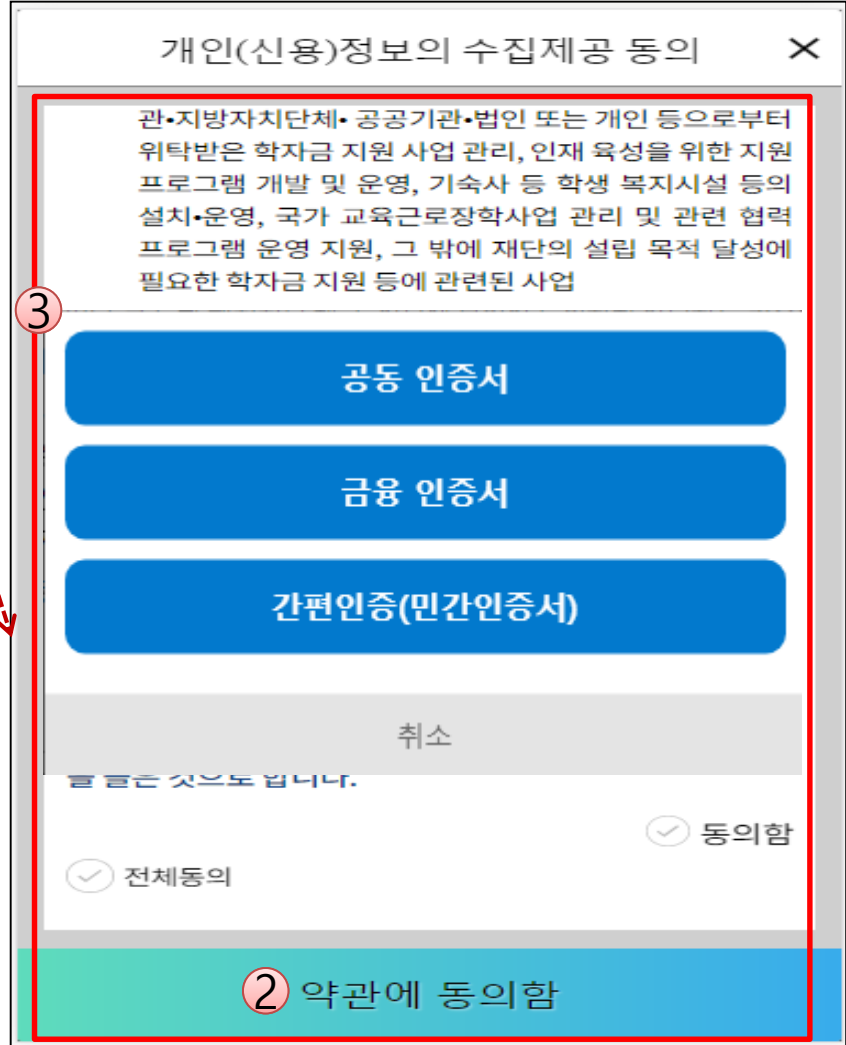 개인(신용)정보의 수집제공 동의 ×
관•지방자치단체• 공공기관•법인 또는 개인 등으로부터
위탁받은 학자금 지원 사업 관리, 인재 육성을 위한 지원
프로그램 개발 및 운영, 기숙사 등 학생 복지시설 등의
설치•운영, 국가 교육근로장학사업 관리 및 관련 협력
프로그램 운영 지원, 그 밖에 재단의 설립 목적 달성에
필요한 학자금 지원 등에 관련된 사업
3
공동 인증서
금융 인증서
간편인증(민간인증서)
취소
것으로 입니다.
동의함
전체동의
2 약관에 동의함